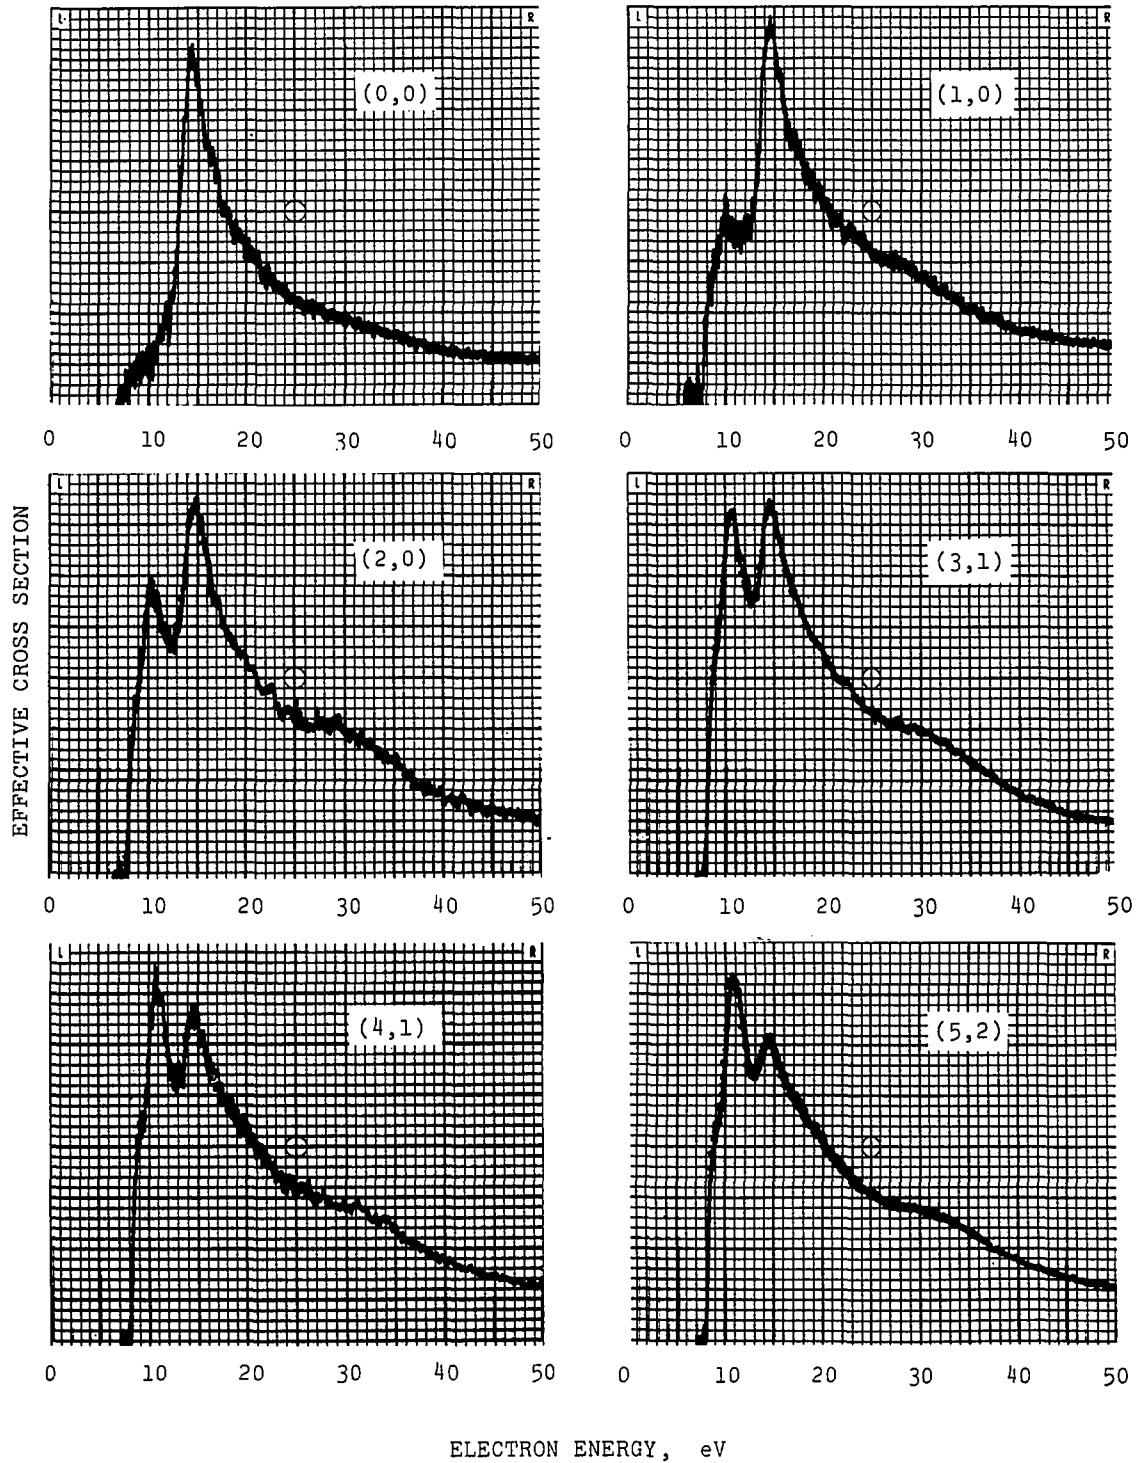 L R L R
(0,0) (1,0)
0 10 20 30 40 50 0 10 20 30 40 50
L R L R
(2,0) (3,1)
0 10 20 30 40 50 0 10 20 30 40 50
L R L R
(4,1) (5,2)
0 10 20 30 40 50 0 10 20 30 40 50
EFFECTIVE CROSS SECTION
ELECTRON ENERGY, eV